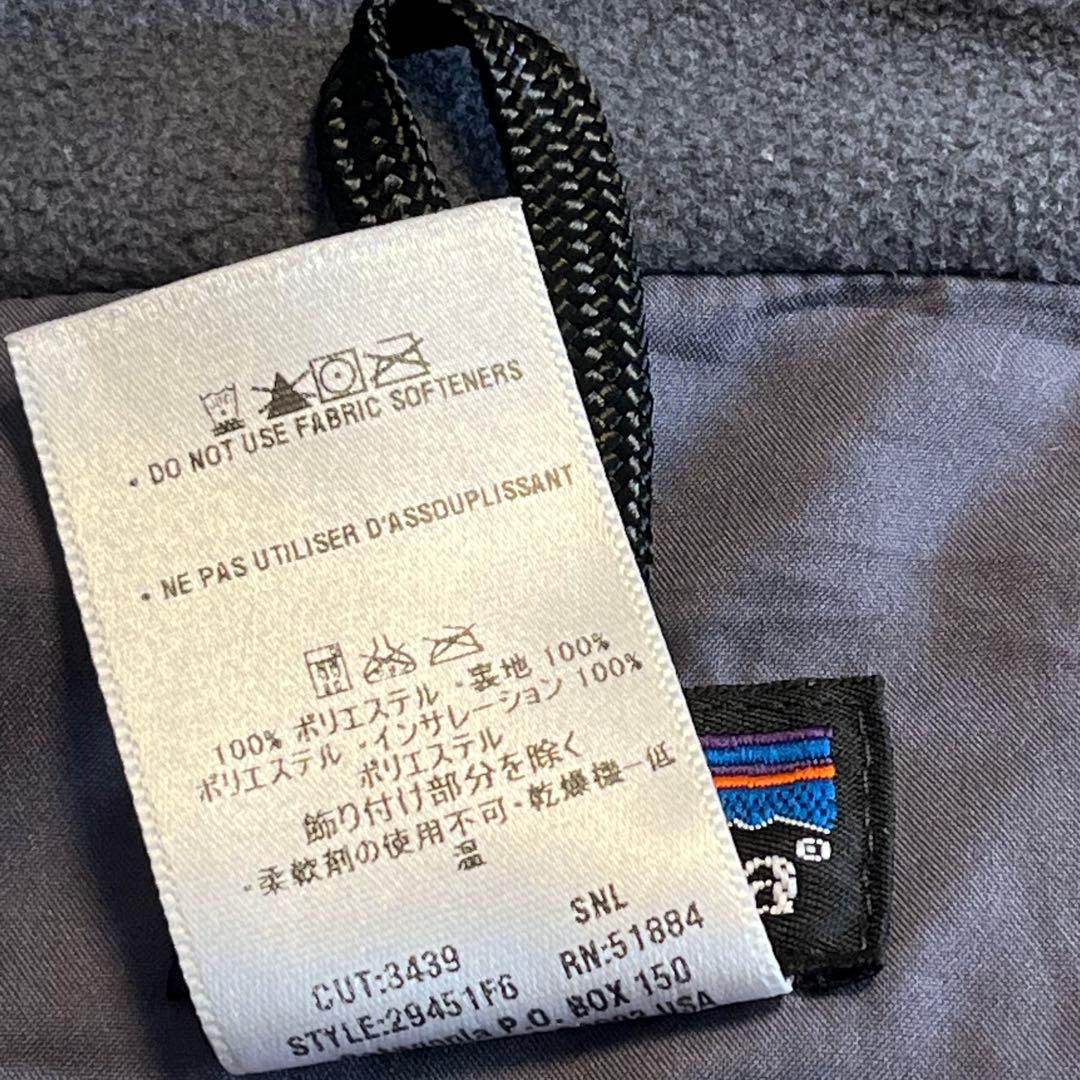 • DO NOT USE FABRIC SOFTENERS
• NE PAS UTILISER D'ASSOUPLISSANT
100% ポリエステル ・裏地 100%
ポリエステル ・インサレーション 100%
ポリエステル
飾り付け部分を除く
・柔軟剤の使用不可・乾燥機ー低
温
SNL
CUT:3439 RN:51884
STYLE:29451F6
P.O. BOX 150
USA